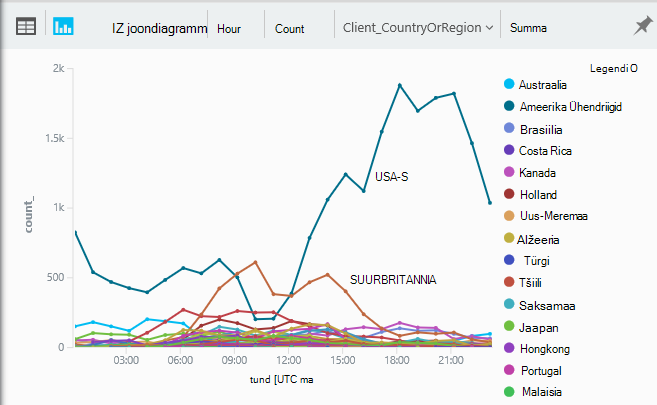 IZ joondiagramm Hour Count Client_CountryOrRegion Summa
Legendi O
2k
1.5k
1k
500
0
count_
USA-S
SUURBRITANNIA
03:00 06:00 09:00 12:00 15:00 18:00 21:00
tund [UTC ma
Austraalia
Ameerika Ühendriigid
Brasiilia
Costa Rica
Kanada
Holland
Uus-Meremaa
Alžeeria
Türgi
Tšiili
Saksamaa
Jaapan
Hongkong
Portugal
Malaisia